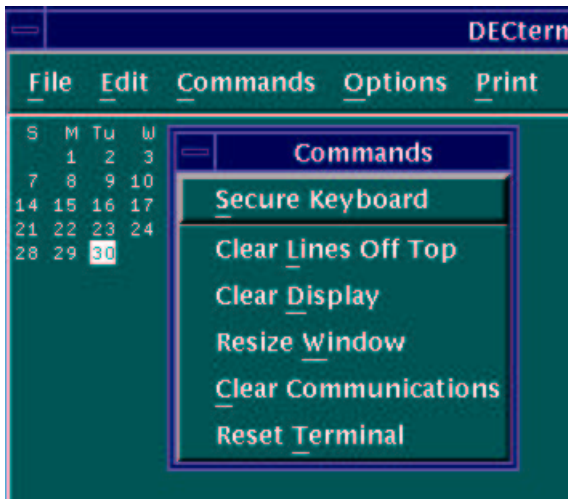 DECterm
File Edit Commands Options Print
S M Tu W
1 2 3
7 8 9 10
14 15 16 17
21 22 23 24
28 29 30
Commands
Secure Keyboard
Clear Lines Off Top
Clear Display
Resize Window
Clear Communications
Reset Terminal